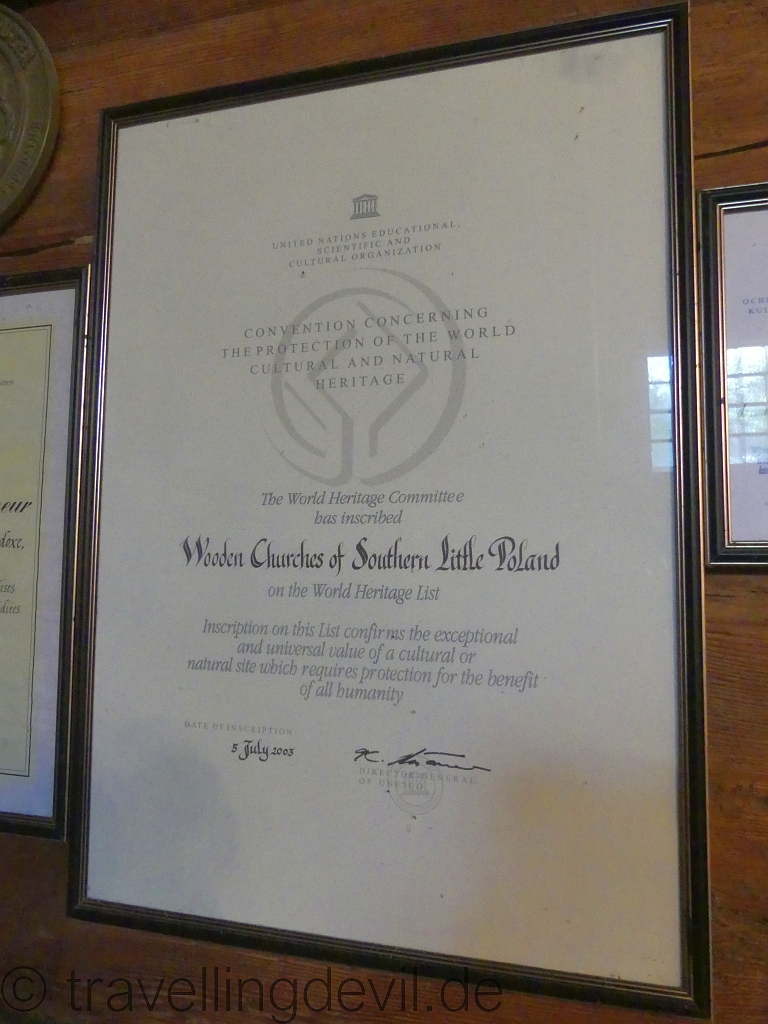 UNITED NATIONS EDUCATIONAL,
SCIENTIFIC AND
CULTURAL ORGANIZATION
CONVENTION CONCERNING
THE PROTECTION OF THE WORLD
CULTURAL AND NATURAL
HERITAGE
The World Heritage Committee
has inscribed
Wooden Churches of Southern Little Poland
on the World Heritage List
Inscription on this List confirms the exceptional
and universal value of a cultural or
natural site which requires protection for the benefit
of all humanity
DATE OF INSCRIPTION
5 July 2003
DIRECTOR-GENERAL
OF UNESCO
© travellingdevil.de